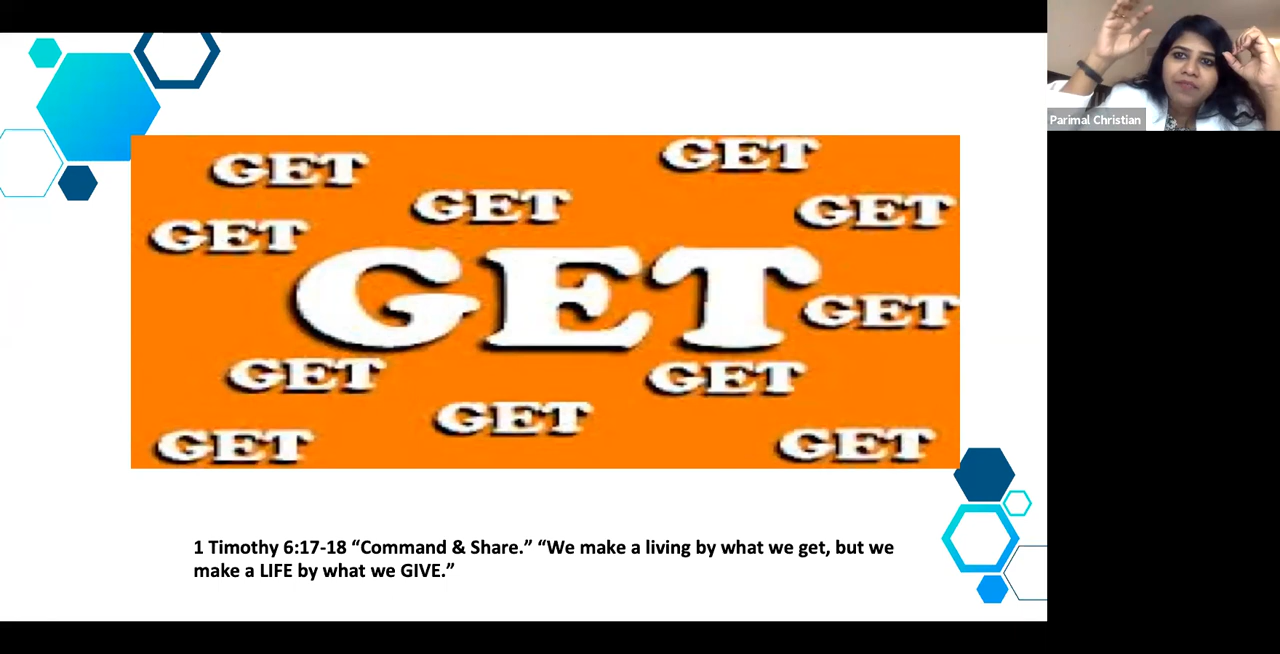 GET
GET
GET
GET
GET
GET
GET
GET
GET
GET
GET
GET
Parimal Christian
1 Timothy 6:17-18 “Command & Share.” “We make a living by what we get, but we
make a LIFE by what we GIVE.”